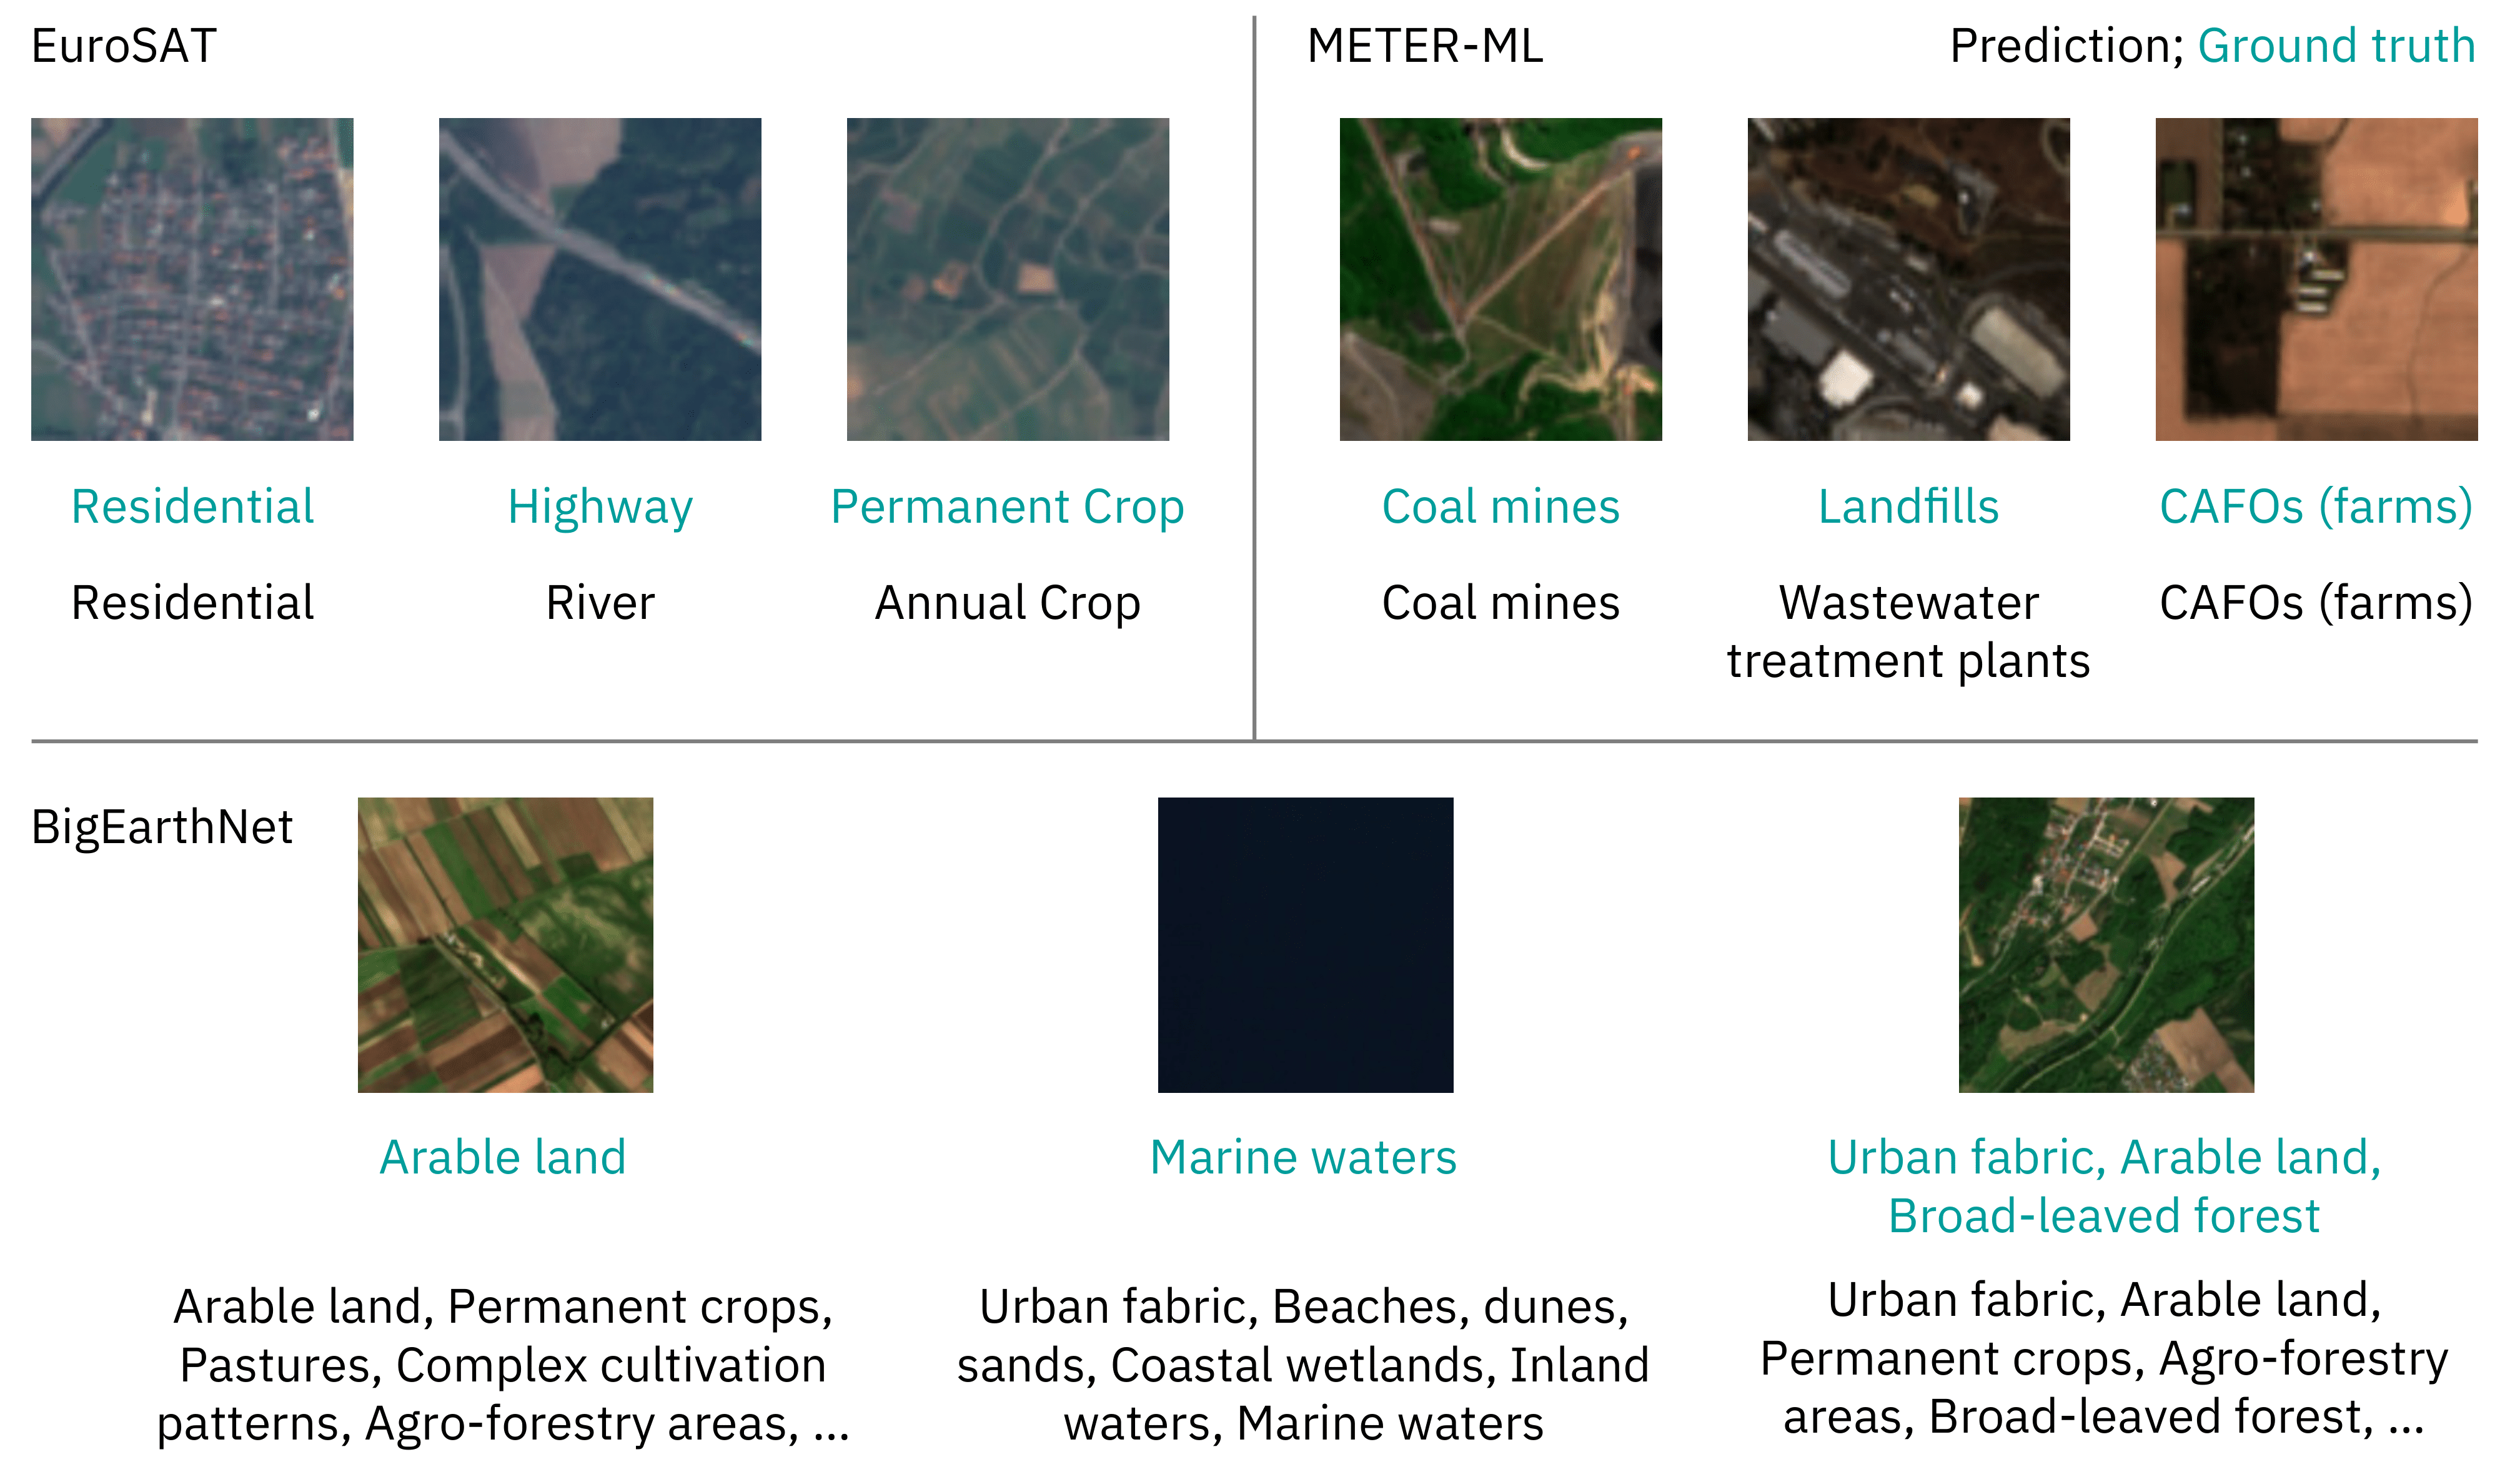 EuroSAT
METER-ML
Prediction; Ground truth
Residential
Highway
Permanent Crop
Coal mines
Landfills
CAFOs (farms)
Residential
River
Annual Crop
Coal mines
Wastewater
treatment plants
CAFOs (farms)
BigEarthNet
Arable land
Marine waters
Urban fabric, Arable land,
Broad-leaved forest
Arable land, Permanent crops,
Pastures, Complex cultivation
patterns, Agro-forestry areas, ...
Urban fabric, Beaches, dunes,
sands, Coastal wetlands, Inland
waters, Marine waters
Urban fabric, Arable land,
Permanent crops, Agro-forestry
areas, Broad-leaved forest, ...